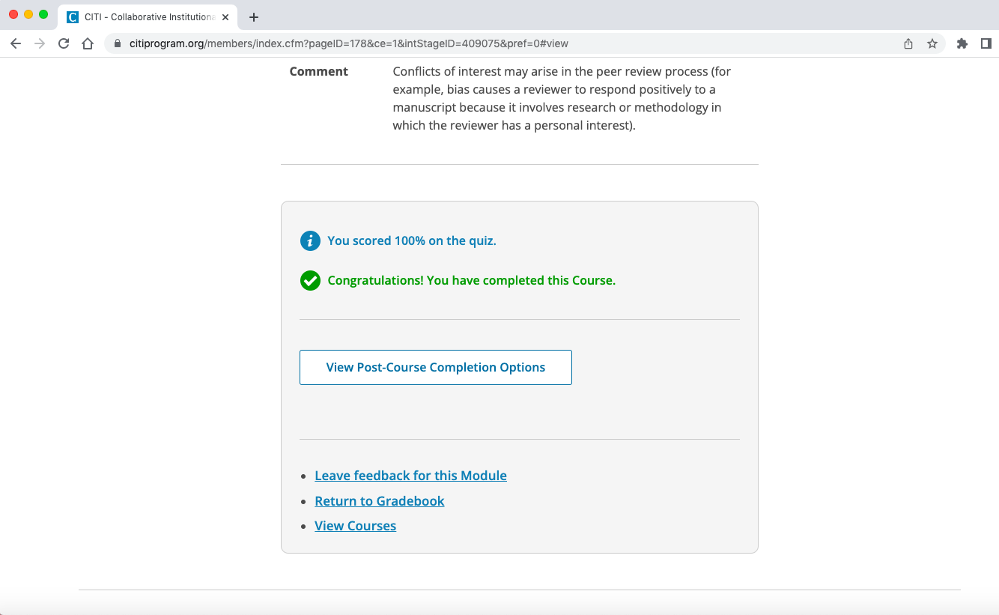 C CITI - Collaborative Institutiona
citiprogram.org/members/index.cfm?pageID=178&ce=1&intStageID=409075&pref=0#view
Comment Conflicts of interest may arise in the peer review process (for
example, bias causes a reviewer to respond positively to a
manuscript because it involves research or methodology in
which the reviewer has a personal interest).
You scored 100% on the quiz.
Congratulations! You have completed this Course.
View Post-Course Completion Options
Leave feedback for this Module
Return to Gradebook
View Courses